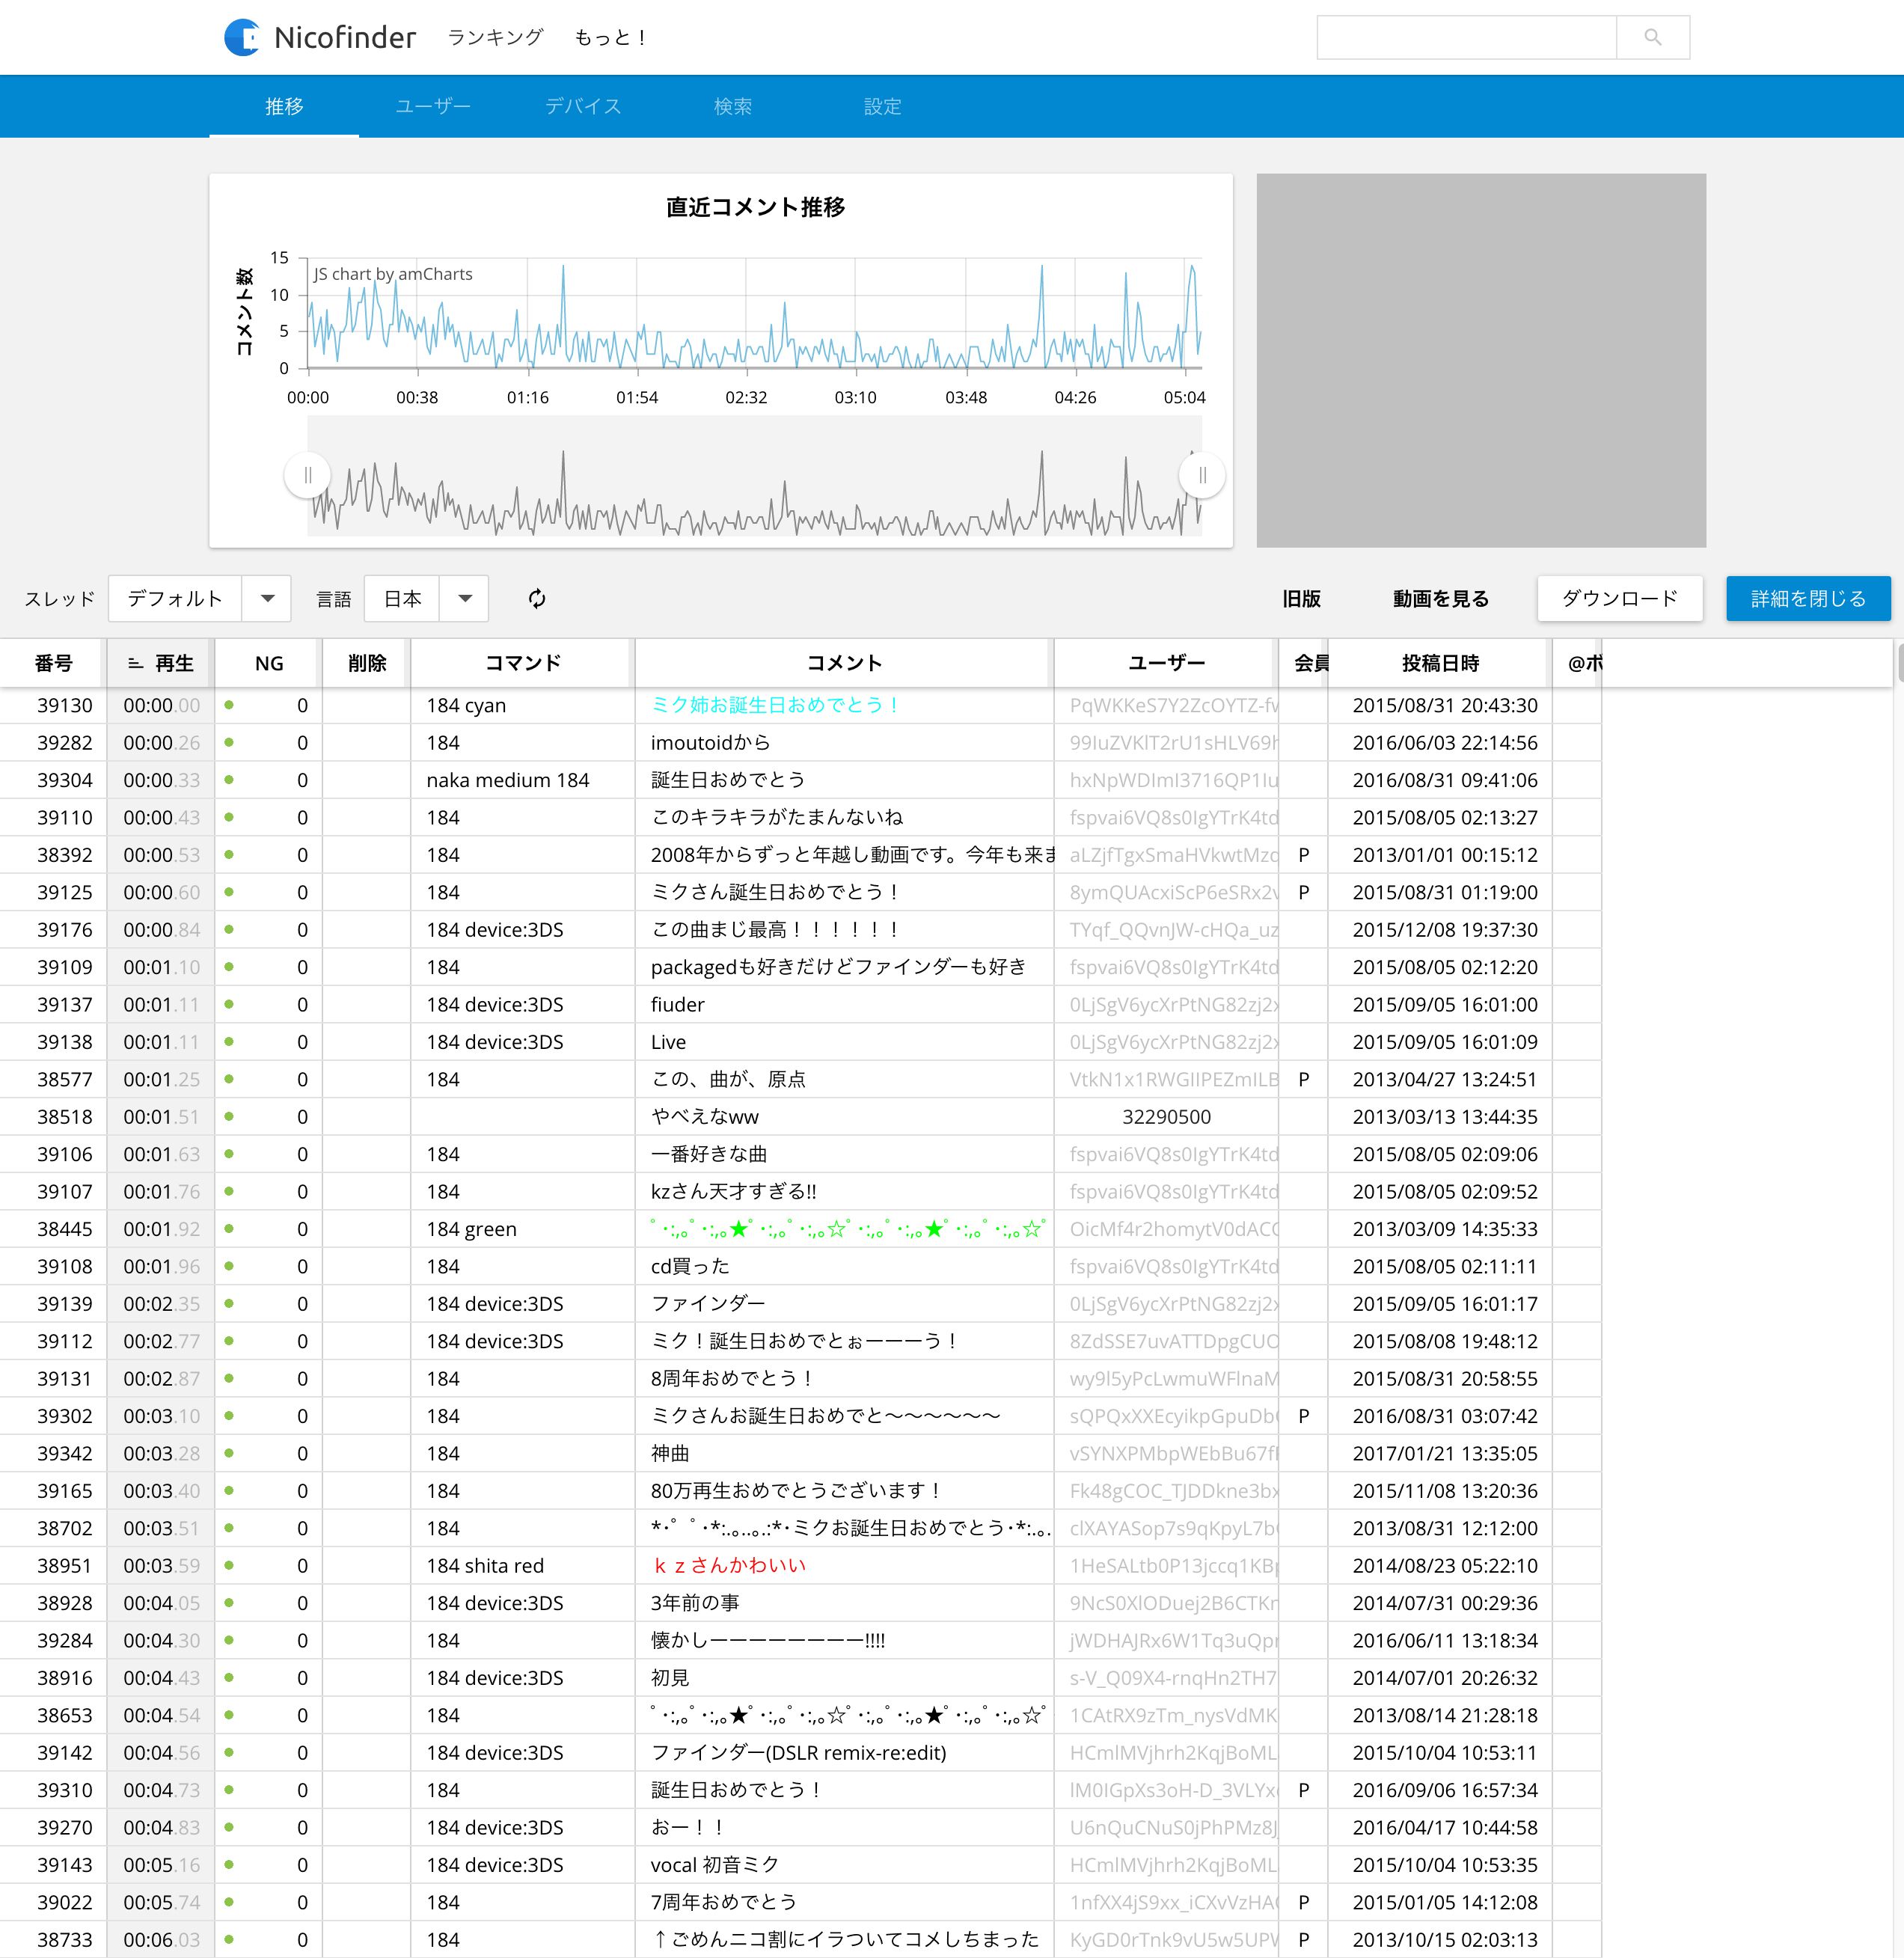 Nicofinder ランキング もっと！
推移 ユーザー デバイス 検索 設定
直近コメント推移
コメント数
JS chart by amCharts
15
10
5
0
00:00 00:38 01:16 01:54 02:32 03:10 03:48 04:26 05:04
スレッド デフォルト 言語 日本 旧版 動画を見る ダウンロード 詳細を閉じる
番号 再生 NG 削除 コマンド コメント ユーザー 会員 投稿日時 @ボ
39130 00:00.00 0 184 cyan ミク姉お誕生日おめでとう！ PqWKKeS7Y2ZcOYTZ-fv 2015/08/31 20:43:30
39282 00:00.26 0 184 imoutoidから 99IuZVKlT2rU1sHLV69h 2016/06/03 22:14:56
39304 00:00.33 0 naka medium 184 誕生日おめでとう hxNpWDImI3716QP1Iu 2016/08/31 09:41:06
39110 00:00.43 0 184 このキラキラがたまんないね fspvai6VQ8s0IgYTrK4td 2015/08/05 02:13:27
38392 00:00.53 0 184 2008年からずっと年越し動画です。今年も来ま aLZjfTgxSmaHVkwtMzc P 2013/01/01 00:15:12
39125 00:00.60 0 184 ミクさん誕生日おめでとう！ 8ymQUAcxiScP6eSRx2v P 2015/08/31 01:19:00
39176 00:00.84 0 184 device:3DS この曲まじ最高！！！！！！ TYqf_QQvnJW-cHQa_uz 2015/12/08 19:37:30
39109 00:01.10 0 184 packagedも好きだけどファインダーも好き fspvai6VQ8s0IgYTrK4td 2015/08/05 02:12:20
39137 00:01.11 0 184 device:3DS fiuder 0LjSgV6ycXrPtNG82zj2x 2015/09/05 16:01:00
39138 00:01.11 0 184 device:3DS Live 0LjSgV6ycXrPtNG82zj2x 2015/09/05 16:01:09
38577 00:01.25 0 184 この、曲が、原点 VtkN1x1RWGIIPEZmILB P 2013/04/27 13:24:51
38518 00:01.51 0 やべえなww 32290500 2013/03/13 13:44:35
39106 00:01.63 0 184 一番好きな曲 fspvai6VQ8s0IgYTrK4td 2015/08/05 02:09:06
39107 00:01.76 0 184 kzさん天才すぎる!! fspvai6VQ8s0IgYTrK4td 2015/08/05 02:09:52
38445 00:01.92 0 184 green ﾟ･:,｡ﾟ･:,｡★ﾟ･:,｡ﾟ･:,｡☆ﾟ･:,｡ﾟ･:,｡★ﾟ･:,｡ﾟ･:,｡☆ﾟ OicMf4r2homytV0dACC 2013/03/09 14:35:33
39108 00:01.96 0 184 cd買った fspvai6VQ8s0IgYTrK4td 2015/08/05 02:11:11
39139 00:02.35 0 184 device:3DS ファインダー 0LjSgV6ycXrPtNG82zj2x 2015/09/05 16:01:17
39112 00:02.77 0 184 device:3DS ミク！誕生日おめでとぉーーーう！ 8ZdSSE7uvATTDpgCUO 2015/08/08 19:48:12
39131 00:02.87 0 184 8周年おめでとう！ wy9l5yPcLwmuWFlnaM 2015/08/31 20:58:55
39302 00:03.10 0 184 ミクさんお誕生日おめでと～～～～～～ sQPQxXXEcyikpGpuDb P 2016/08/31 03:07:42
39342 00:03.28 0 184 神曲 vSYNXPMbpWEbBu67f 2017/01/21 13:35:05
39165 00:03.40 0 184 80万再生おめでとうございます！ Fk48gCOC_TJDDkne3bx 2015/11/08 13:20:36
38702 00:03.51 0 184 *･ﾟ ﾟ･*:.｡..｡.:*･ミクお誕生日おめでとう･*:.｡. clXAYASop7s9qKpyL7b 2013/08/31 12:12:00
38951 00:03.59 0 184 shita red ｋｚさんかわいい 1HeSALtb0P13jccq1KBp 2014/08/23 05:22:10
38928 00:04.05 0 184 device:3DS 3年前の事 9NcS0XlODuej2B6CTKr 2014/07/31 00:29:36
39284 00:04.30 0 184 懐かしーーーーーーーー!!!! jWDHAJRx6W1Tq3uQpr 2016/06/11 13:18:34
38916 00:04.43 0 184 device:3DS 初見 s-V_Q09X4-rnqHn2TH7 2014/07/01 20:26:32
38653 00:04.54 0 184 ﾟ･:,｡ﾟ･:,｡★ﾟ･:,｡ﾟ･:,｡☆ﾟ･:,｡ﾟ･:,｡★ﾟ･:,｡ﾟ･:,｡☆ﾟ 1CAtRX9zTm_nysVdMK 2013/08/14 21:28:18
39142 00:04.56 0 184 device:3DS ファインダー(DSLR remix-re:edit) HCmlMVjhrh2KqjBoML 2015/10/04 10:53:11
39310 00:04.73 0 184 誕生日おめでとう！ lM0IGpXs3oH-D_3VLYx P 2016/09/06 16:57:34
39270 00:04.83 0 184 device:3DS おー！！ U6nQuCNuS0jPhPMz8J 2016/04/17 10:44:58
39143 00:05.16 0 184 device:3DS vocal 初音ミク HCmlMVjhrh2KqjBoML 2015/10/04 10:53:35
39022 00:05.74 0 184 7周年おめでとう 1nfXX4jS9xx_iCXvVzHA P 2015/01/05 14:12:08
38733 00:06.03 0 184 ↑ごめんニコ割にイラついてコメしちまった KyGD0rTnk9vU5w5UPV P 2013/10/15 02:03:13